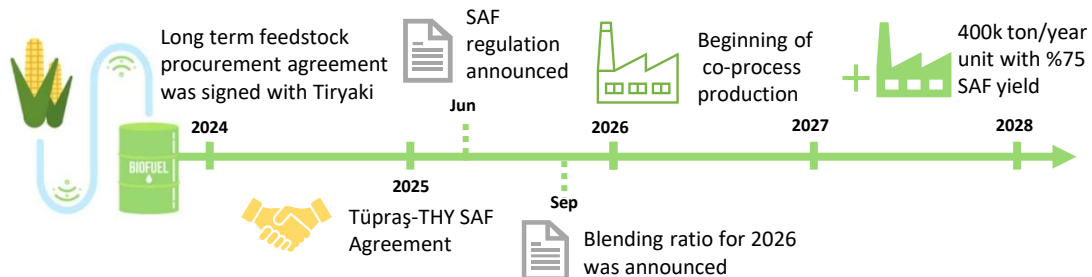 Long term feedstock
procurement agreement
was signed with Tiryaki
SAF
regulation
announced
Beginning of
co-process
production
400k ton/year
unit with %75
SAF yield
Jun
2024
2026
2027
2028
BIOFUEL
2025
Sep
Tüpraş-THY SAF
Agreement
Blending ratio for 2026
was announced